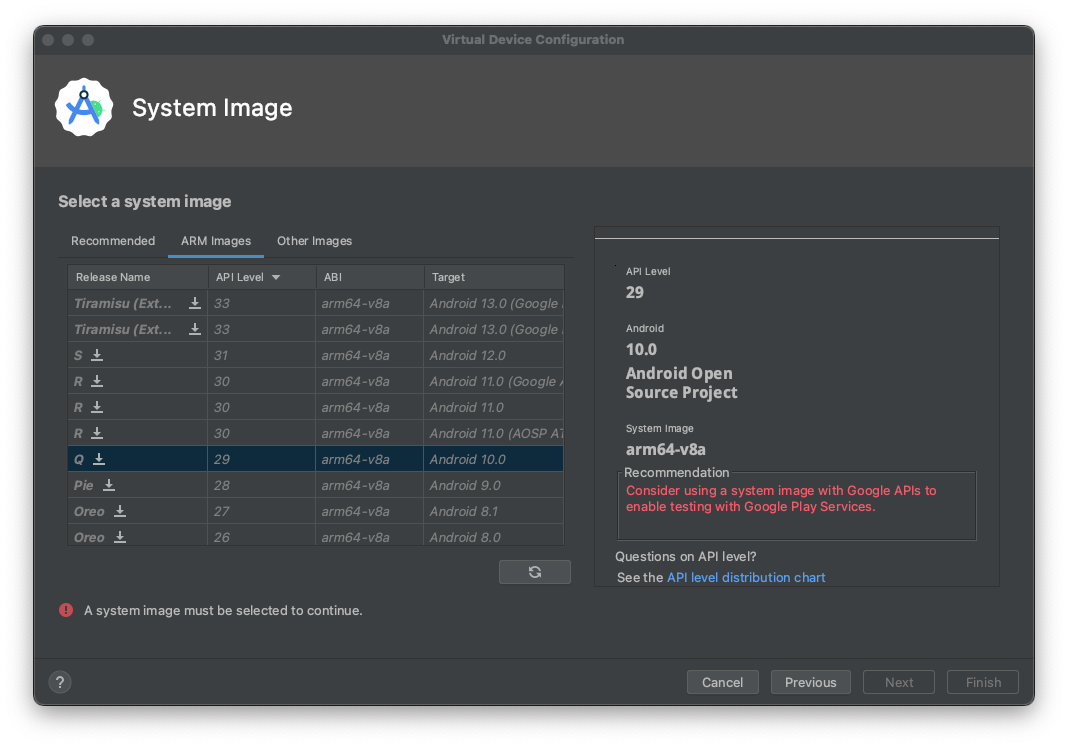 Virtual Device Configuration
System Image
Select a system image
Recommended ARM Images Other Images
Release Name API Level ABI Target
Tiramisu (Ext... 33 arm64-v8a Android 13.0 (Google
Tiramisu (Ext... 33 arm64-v8a Android 13.0 (Google
S 31 arm64-v8a Android 12.0
R 30 arm64-v8a Android 11.0 (Google
R 30 arm64-v8a Android 11.0
R 30 arm64-v8a Android 11.0 (AOSP
Q 29 arm64-v8a Android 10.0
Pie 28 arm64-v8a Android 9.0
Oreo 27 arm64-v8a Android 8.1
Oreo 26 arm64-v8a Android 8.0
API Level
29
Android
10.0
Android Open
Source Project
System Image
arm64-v8a
Recommendation
Consider using a system image with Google APIs to
enable testing with Google Play Services.
Questions on API level?
See the API level distribution chart
A system image must be selected to continue.
? Cancel Previous Next Finish